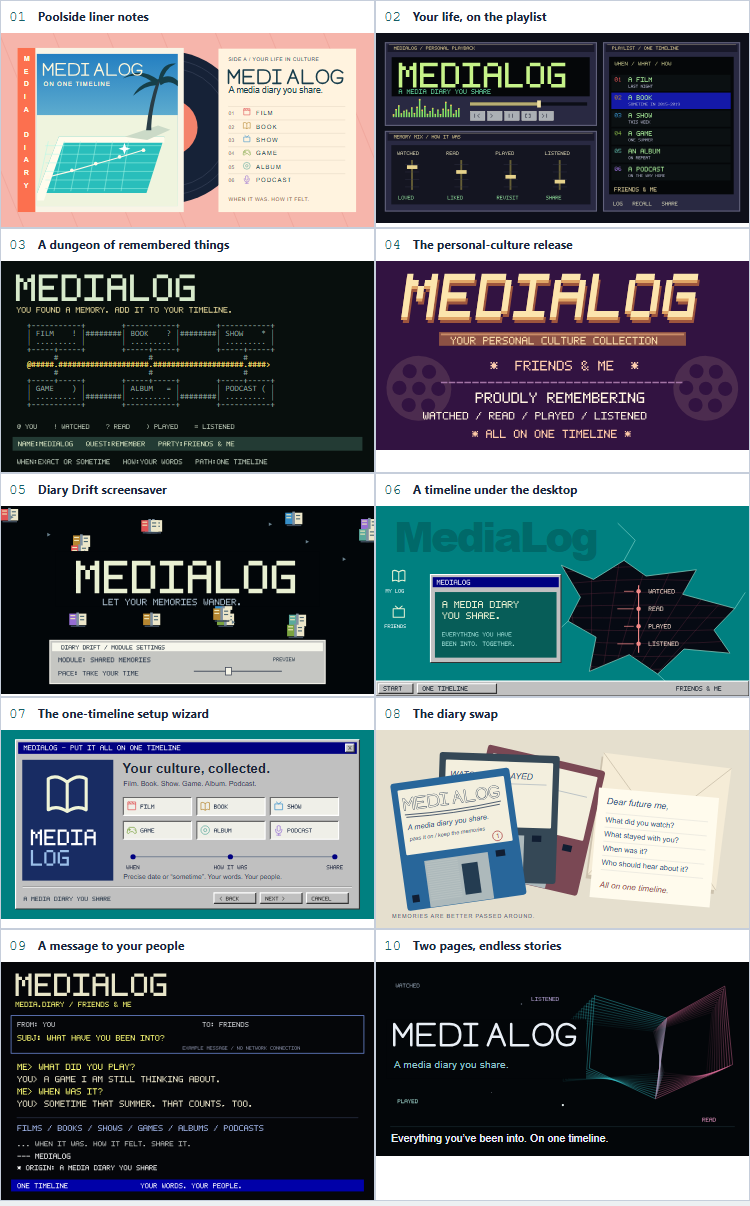 01 Poolside liner notes
MEDIA DIARY
MEDIALOG
ON ONE TIMELINE
SIDE A / YOUR LIFE IN CULTURE
MEDIALOG
A media diary you share.
01 FILM
02 BOOK
03 SHOW
04 GAME
05 ALBUM
06 PODCAST
WHEN IT WAS. HOW IT FELT.
02 Your life, on the playlist
MEDIALOG / PERSONAL PLAYBACK
MEDIALOG
A MEDIA DIARY YOU SHARE.
MEMORY MIX / HOW IT WAS
WATCHED READ PLAYED LISTENED
LOVED LIKED REVISIT SHARE
PLAYLIST / ONE TIMELINE
WHEN / WHAT / HOW
01 A FILM
LAST NIGHT
02 A BOOK
SOMETIME IN 2015-2019
03 A SHOW
THIS WEEK
04 A GAME
ONE SUMMER
05 AN ALBUM
ON REPEAT
06 A PODCAST
ON THE WAY HOME
FRIENDS & ME
LOG RECALL SHARE
03 A dungeon of remembered things
MEDIALOG
YOU FOUND A MEMORY. ADD IT TO YOUR TIMELINE.
+-----------+ +-----------+ +-----------+
| FILM ! |########| BOOK ? |########| SHOW * |
| ......... | | ......... | | ......... |
+-----------+ +-----------+ +-----------+
# # #
@#####.####################.#####################.####>
# # #
+-----------+ +-----------+ +-----------+
| GAME ) | | ALBUM = | | PODCAST ( |
| ......... |########| ......... |########| ......... |
+-----------+ +-----------+ +-----------+
@ YOU ! WATCHED ? READ ) PLAYED = LISTENED
NAME:MEDIALOG QUEST:REMEMBER PARTY:FRIENDS & ME
WHEN:EXACT OR SOMETIME HOW:YOUR WORDS PATH:ONE TIMELINE
04 The personal-culture release
MEDIALOG
YOUR PERSONAL CULTURE COLLECTION
* FRIENDS & ME *
PROUDLY REMEMBERING
WATCHED / READ / PLAYED / LISTENED
* ALL ON ONE TIMELINE *
05 Diary Drift screensaver
MEDIALOG
LET YOUR MEMORIES WANDER.
DIARY DRIFT / MODULE SETTINGS
MODULE: SHARED MEMORIES PREVIEW
PACE: TAKE YOUR TIME
06 A timeline under the desktop
MediaLog
MY LOG
FRIENDS
MEDIALOG
A MEDIA DIARY
YOU SHARE.
EVERYTHING YOU HAVE
BEEN INTO. TOGETHER.
WATCHED
READ
PLAYED
LISTENED
START ONE TIMELINE FRIENDS & ME
07 The one-timeline setup wizard
MEDIALOG - PUT IT ALL ON ONE TIMELINE
MEDIA
LOG
Your culture, collected.
Film. Book. Show. Game. Album. Podcast.
FILM BOOK SHOW
GAME ALBUM PODCAST
WHEN HOW IT WAS SHARE
Precise date or "sometime". Your words. Your people.
A MEDIA DIARY YOU SHARE < BACK NEXT > CANCEL
08 The diary swap
MEDIALOG
A media diary you share.
pass it on / keep the memories
1
Dear future me,
What did you watch?
What stayed with you?
When was it?
Who should hear about it?
All on one timeline.
MEMORIES ARE BETTER PASSED AROUND.
09 A message to your people
MEDIALOG
MEDIA.DIARY / FRIENDS & ME
FROM: YOU TO: FRIENDS
SUBJ: WHAT HAVE YOU BEEN INTO?
EXAMPLE MESSAGE / NO NETWORK CONNECTION
ME> WHAT DID YOU PLAY?
YOU> A GAME I AM STILL THINKING ABOUT.
ME> WHEN WAS IT?
YOU> SOMETIME THAT SUMMER. THAT COUNTS, TOO.
FILMS / BOOKS / SHOWS / GAMES / ALBUMS / PODCASTS
... WHEN IT WAS. HOW IT FELT. SHARE IT.
--- MEDIALOG
* ORIGIN: A MEDIA DIARY YOU SHARE
ONE TIMELINE YOUR WORDS. YOUR PEOPLE.
10 Two pages, endless stories
WATCHED
LISTENED
MEDIALOG
A media diary you share.
PLAYED
READ
Everything you've been into. On one timeline.